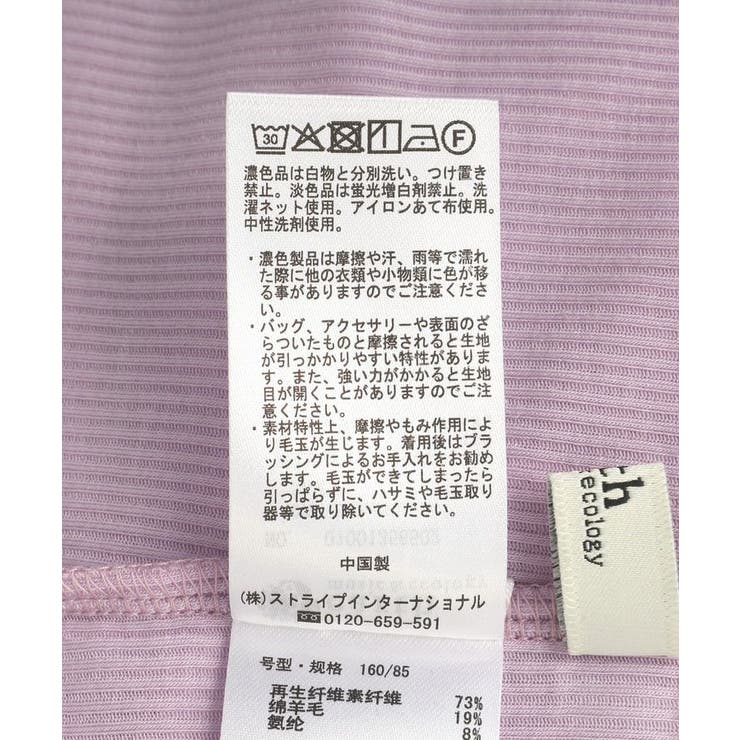 30 F
濃色品は白物と分別洗い。つけ置き
禁止。淡色品は蛍光増白剤禁止。洗
濯ネット使用。アイロンあて布使用。
中性洗剤使用。
・濃色製品は摩擦や汗、雨等で濡れ
た際に他の衣類や小物類に色が移
る事がありますのでご注意くださ
い。
・バッグ、アクセサリーや表面のざ
らついたものと摩擦されると生地
が引っかかりやすい特性がありま
す。また、強い力がかかると生地
目が開くことがありますのでご注
意ください。
・素材特性上、摩擦やもみ作用によ
り毛玉が生じます。着用後はブラ
ッシングによるお手入れをお勧め
します。毛玉ができてしまったら
引っぱらずに、ハサミや毛玉取り
器等で取り除いてください。
中国製
(株)ストライプインターナショナル
0120-659-591
号型・规格 160/85
再生纤维素纤维 73%
绵羊毛 19%
氨纶 8%
th
ecology